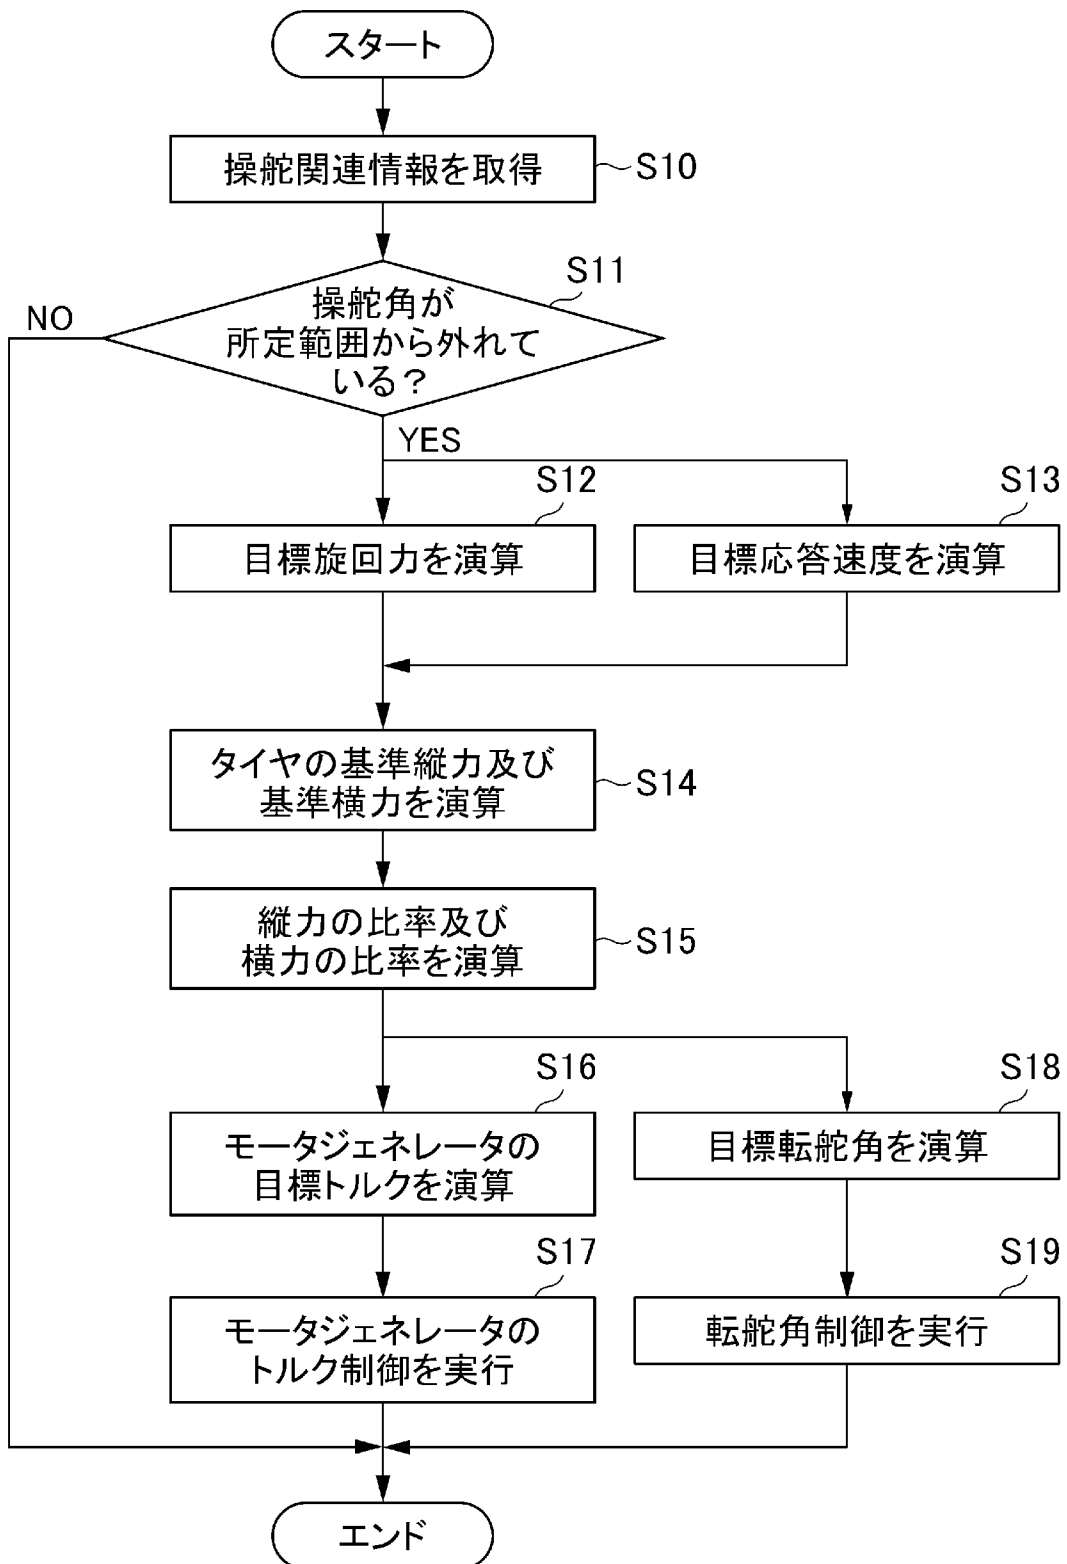 スタート
操舵関連情報を取得
S10
S11
操舵角が
所定範囲から外れて
いる？
NO
YES
S12
目標旋回力を演算
S13
目標応答速度を演算
タイヤの基準縦力及び
基準横力を演算
S14
縦力の比率及び
横力の比率を演算
S15
S16
モータジェネレータの
目標トルクを演算
S18
目標転舵角を演算
S17
モータジェネレータの
トルク制御を実行
S19
転舵角制御を実行
エンド